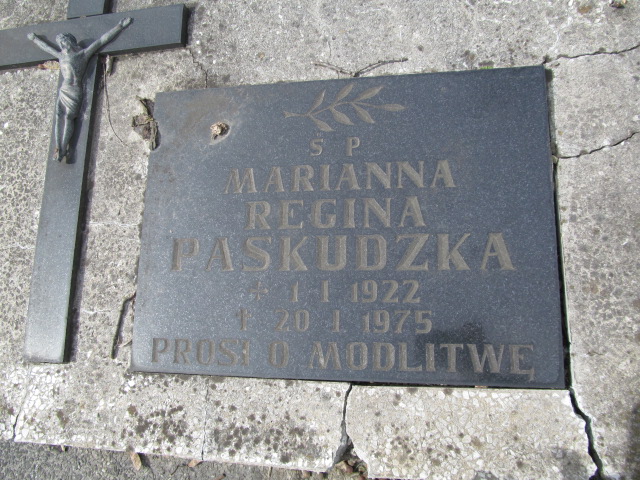 Ś P
MARIANNA
REGINA
PASKUDZKA
* 1 I 1922
† 20 I 1975
PROSI O MODLITWĘ